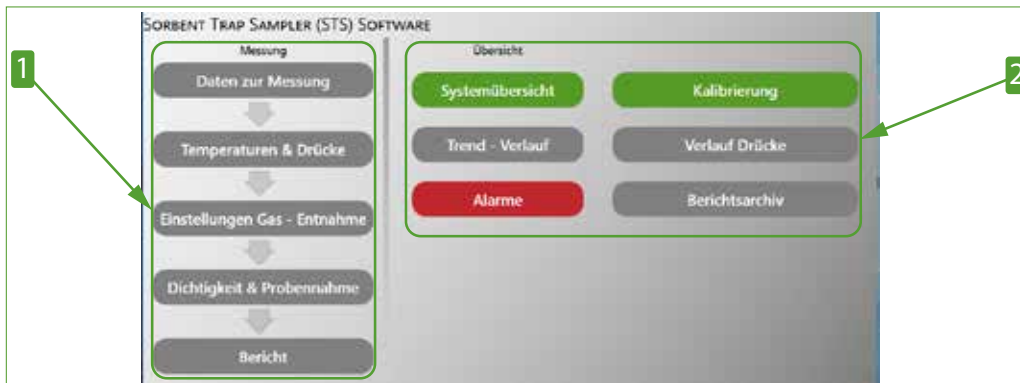 SORBENT TRAP SAMPLER (STS) SOFTWARE
1
Messung
Daten zur Messung
Temperaturen & Drücke
Einstellungen Gas - Entnahme
Dichtigkeit & Probennahme
Bericht
2
Übersicht
Systemübersicht
Kalibrierung
Trend - Verlauf
Verlauf Drücke
Alarme
Berichtsarchiv